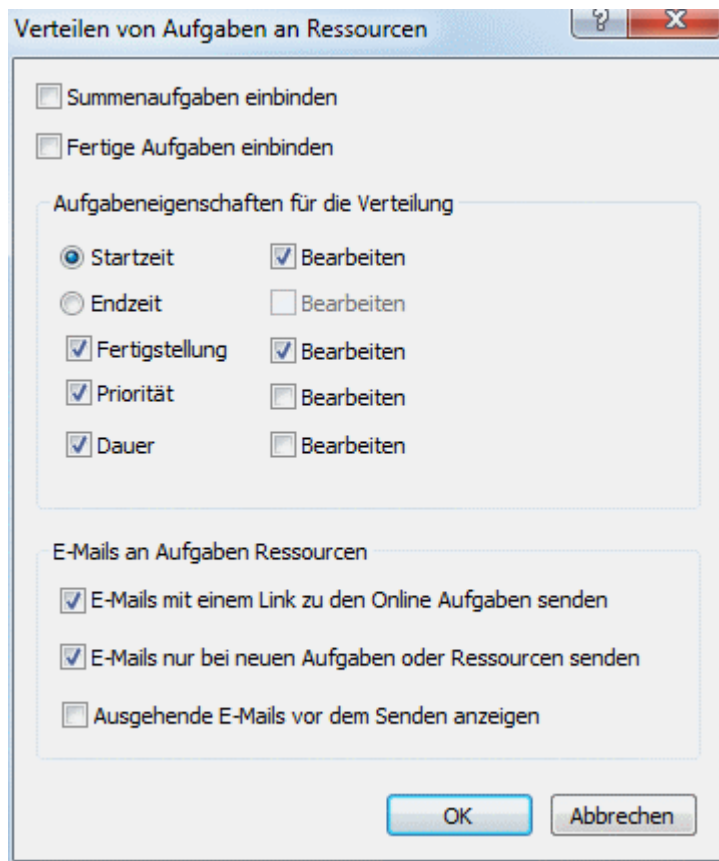 Verteilen von Aufgaben an Ressourcen ? X
Summenaufgaben einbinden
Fertige Aufgaben einbinden
Aufgabeneigenschaften für die Verteilung
Startzeit Bearbeiten
Endzeit Bearbeiten
Fertigstellung Bearbeiten
Priorität Bearbeiten
Dauer Bearbeiten
E-Mails an Aufgaben Ressourcen
E-Mails mit einem Link zu den Online Aufgaben senden
E-Mails nur bei neuen Aufgaben oder Ressourcen senden
Ausgehende E-Mails vor dem Senden anzeigen
OK Abbrechen